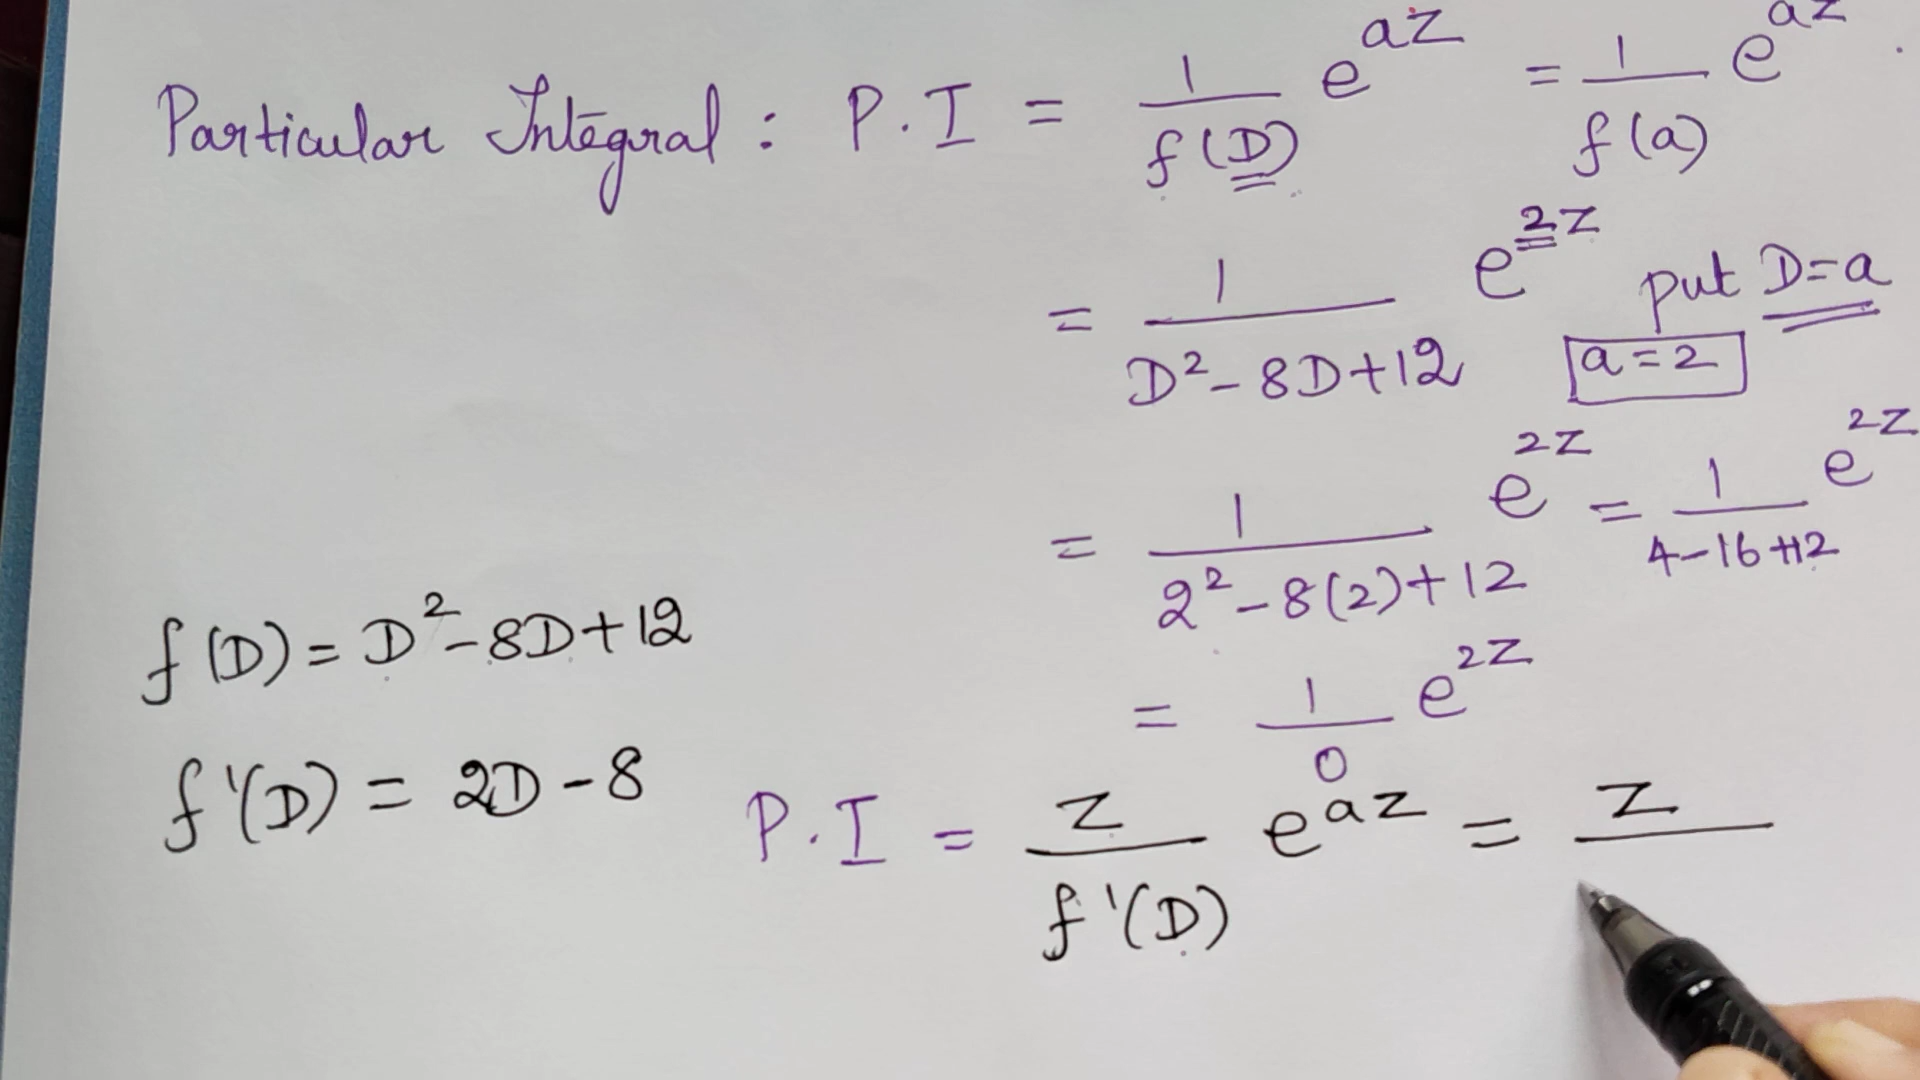 Particular Integral : P.I = 1/f(D) e^az = 1/f(a) e^az
= 1/D²-8D+12 e^2z put D=a
a=2
= 1/2²-8(2)+12 e^2z = 1/4-16+12 e^2z
f(D) = D²-8D+12
= 1/0 e^2z
f'(D) = 2D-8
P.I = z/f'(D) e^az = z